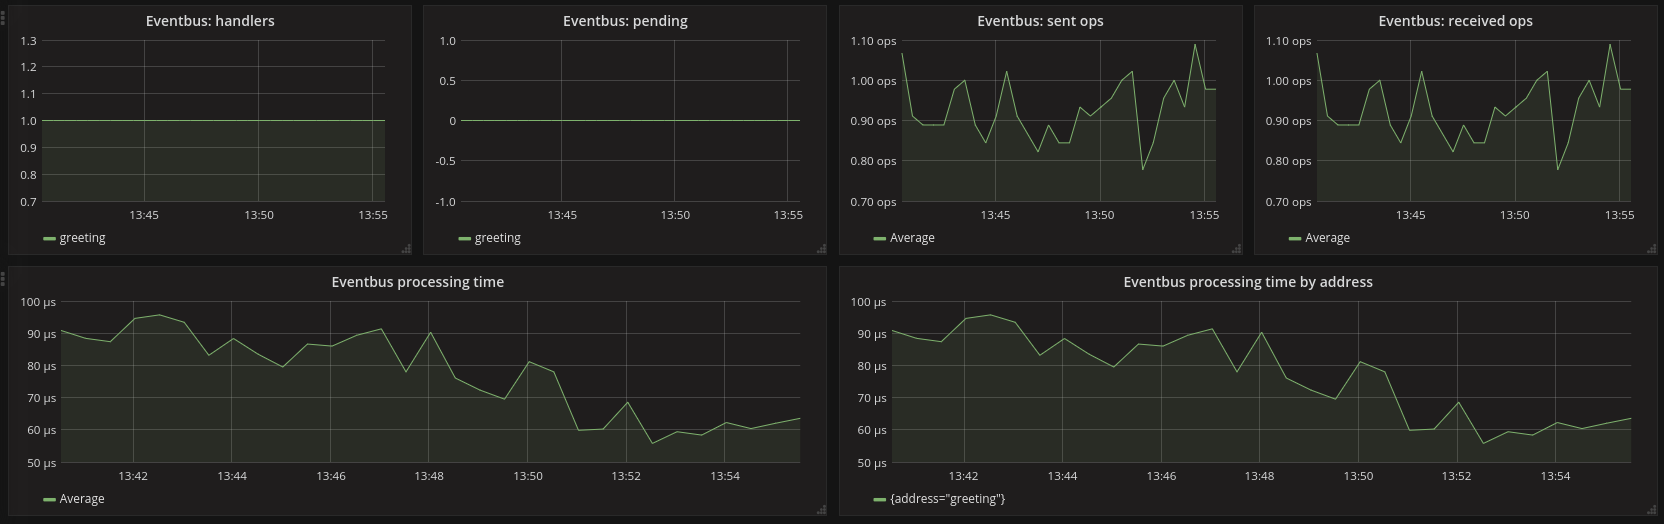 Eventbus: handlers
1.3
1.2
1.1
1.0
0.9
0.8
0.7
13:45 13:50 13:55
greeting
Eventbus: pending
1.0
0.5
0
-0.5
-1.0
13:45 13:50 13:55
greeting
Eventbus: sent ops
1.10 ops
1.00 ops
0.90 ops
0.80 ops
0.70 ops
13:45 13:50 13:55
Average
Eventbus: received ops
1.10 ops
1.00 ops
0.90 ops
0.80 ops
0.70 ops
13:45 13:50 13:55
Average
Eventbus processing time
100 µs
90 µs
80 µs
70 µs
60 µs
50 µs
13:42 13:44 13:46 13:48 13:50 13:52 13:54
Average
Eventbus processing time by address
100 µs
90 µs
80 µs
70 µs
60 µs
50 µs
13:42 13:44 13:46 13:48 13:50 13:52 13:54
{address="greeting"}